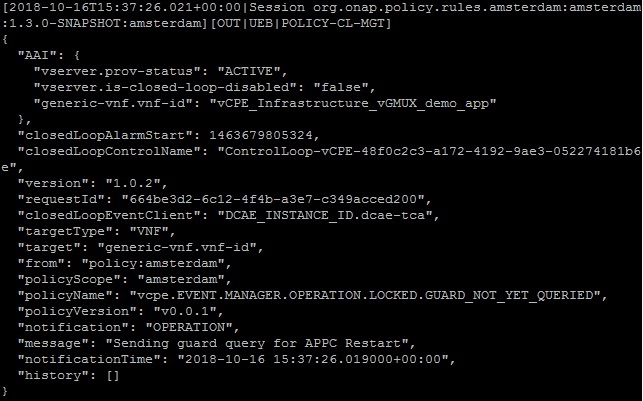 [2018-10-16T15:37:26.021+00:00|Session org.onap.policy.rules.amsterdam:amsterdam
:1.3.0-SNAPSHOT:amsterdam][OUT|UEB|POLICY-CL-MGT]
{
  "AAI": {
    "vserver.prov-status": "ACTIVE",
    "vserver.is-closed-loop-disabled": "false",
    "generic-vnf.vnf-id": "vCPE_Infrastructure_vGMUX_demo_app"
  },
  "closedLoopAlarmStart": 1463679805324,
  "closedLoopControlName": "ControlLoop-vCPE-48f0c2c3-a172-4192-9ae3-052274181b6
e",
  "version": "1.0.2",
  "requestId": "664be3d2-6c12-4f4b-a3e7-c349acced200",
  "closedLoopEventClient": "DCAE_INSTANCE_ID.dcae-tca",
  "targetType": "VNF",
  "target": "generic-vnf.vnf-id",
  "from": "policy:amsterdam",
  "policyScope": "amsterdam",
  "policyName": "vcpe.EVENT.MANAGER.OPERATION.LOCKED.GUARD_NOT_YET_QUERIED",
  "policyVersion": "v0.0.1",
  "notification": "OPERATION",
  "message": "Sending guard query for APPC Restart",
  "notificationTime": "2018-10-16 15:37:26.019000+00:00",
  "history": []
}